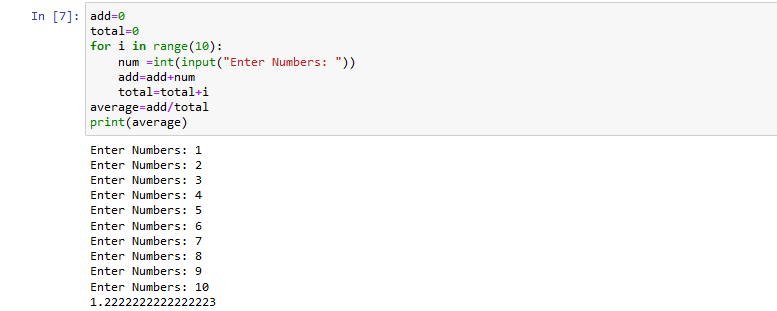 In [7]: add=0
total=0
for i in range(10):
    num =int(input("Enter Numbers: "))
    add=add+num
    total=total+i
average=add/total
print(average)
Enter Numbers: 1
Enter Numbers: 2
Enter Numbers: 3
Enter Numbers: 4
Enter Numbers: 5
Enter Numbers: 6
Enter Numbers: 7
Enter Numbers: 8
Enter Numbers: 9
Enter Numbers: 10
1.2222222222222223